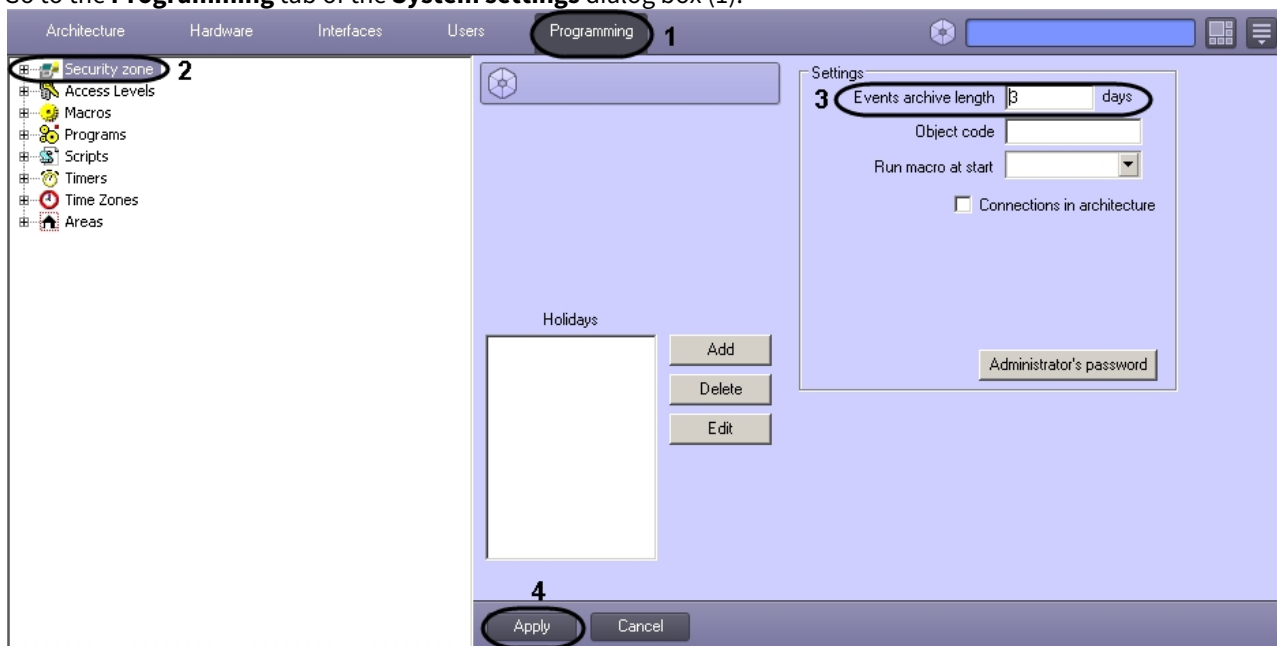 Go to the Programming tab of the System settings dialog box (1).
Architecture Hardware Interfaces Users Programming 1
Security zone 2
Access Levels
Macros
Programs
Scripts
Timers
Time Zones
Areas
Settings
3 Events archive length 3 days
Object code
Run macro at start
Connections in architecture
Administrator's password
Holidays
Add
Delete
Edit
4
Apply Cancel